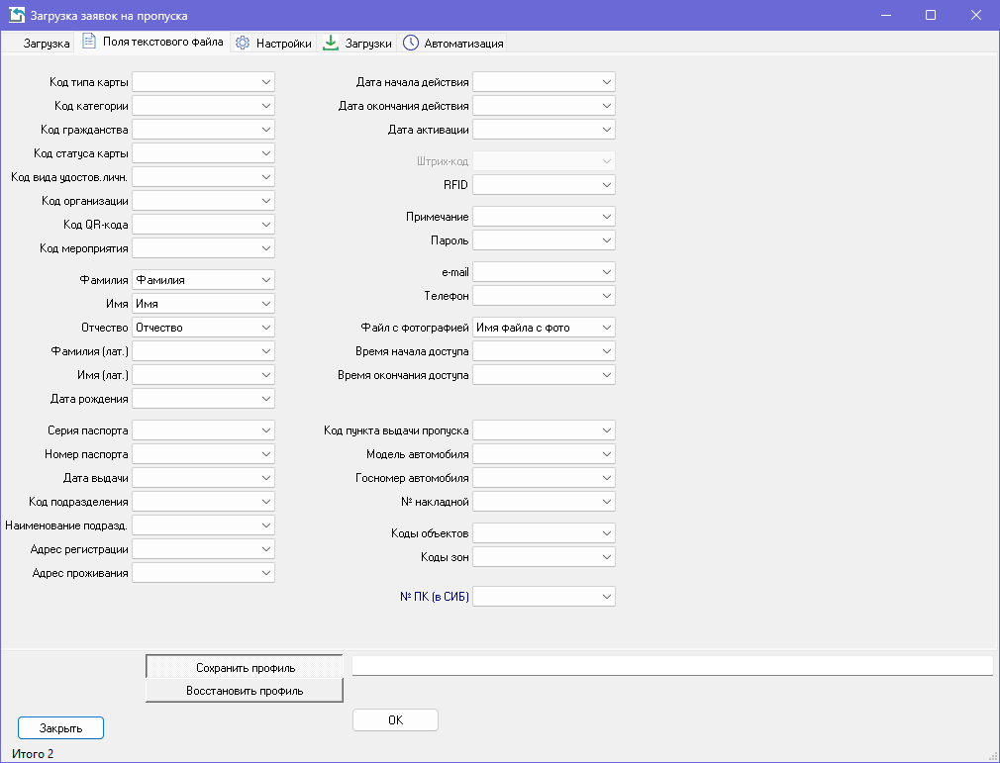 Загрузка заявок на пропуска
Загрузка Поля текстового файла Настройки Загрузки Автоматизация
Код типа карты
Код категории
Код гражданства
Код статуса карты
Код вида удостов.личн.
Код организации
Код QR-кода
Код мероприятия
Фамилия Фамилия
Имя Имя
Отчество Отчество
Фамилия (лат.)
Имя (лат.)
Дата рождения
Серия паспорта
Номер паспорта
Дата выдачи
Код подразделения
Наименование подразд.
Адрес регистрации
Адрес проживания
Дата начала действия
Дата окончания действия
Дата активации
Штрих-код
RFID
Примечание
Пароль
e-mail
Телефон
Файл с фотографией Имя файла с фото
Время начала доступа
Время окончания доступа
Код пункта выдачи пропуска
Модель автомобиля
Госномер автомобиля
№ накладной
Коды объектов
Коды зон
№ ПК (в СИБ)
Сохранить профиль
Восстановить профиль
OK
Закрыть
Итого 2